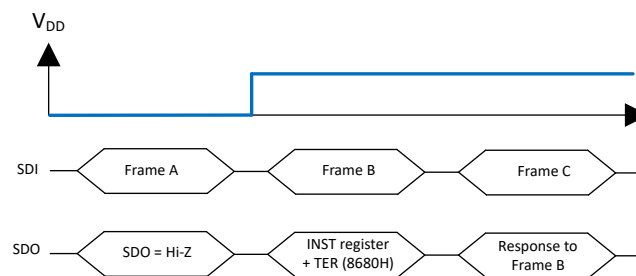 VDD
SDI
Frame A
Frame B
Frame C
SDO
SDO = Hi-Z
INST register
+ TER (8680H)
Response to
Frame B